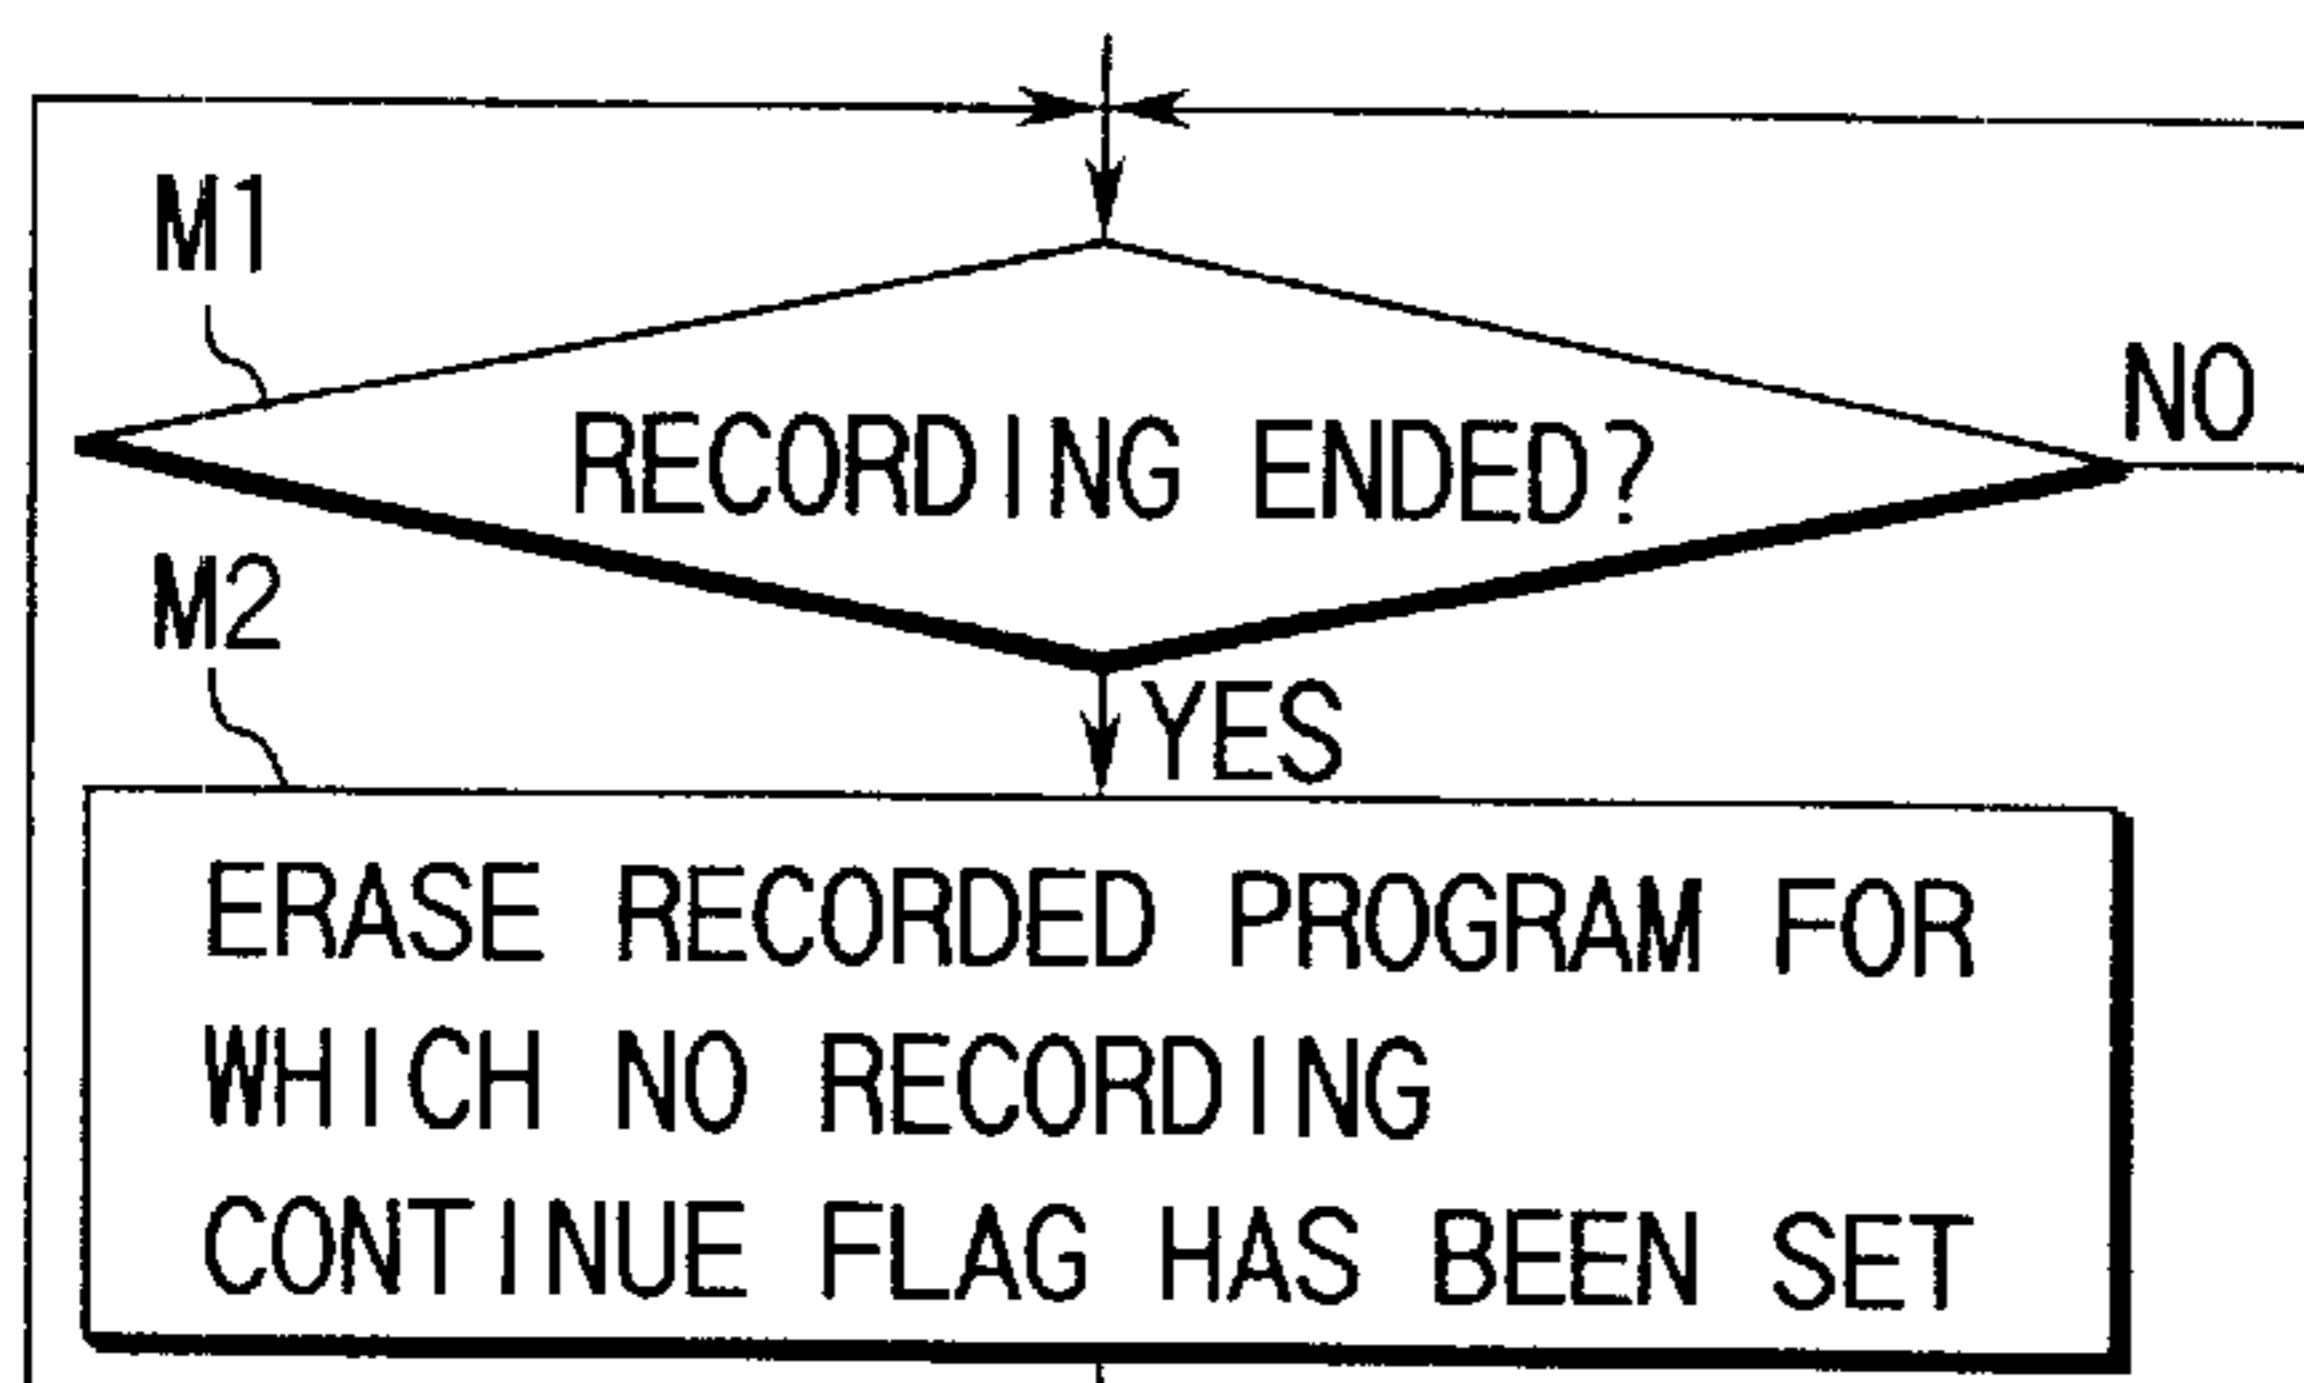 M1
RECORDING ENDED?
NO
M2
YES
ERASE RECORDED PROGRAM FOR
WHICH NO RECORDING
CONTINUE FLAG HAS BEEN SET